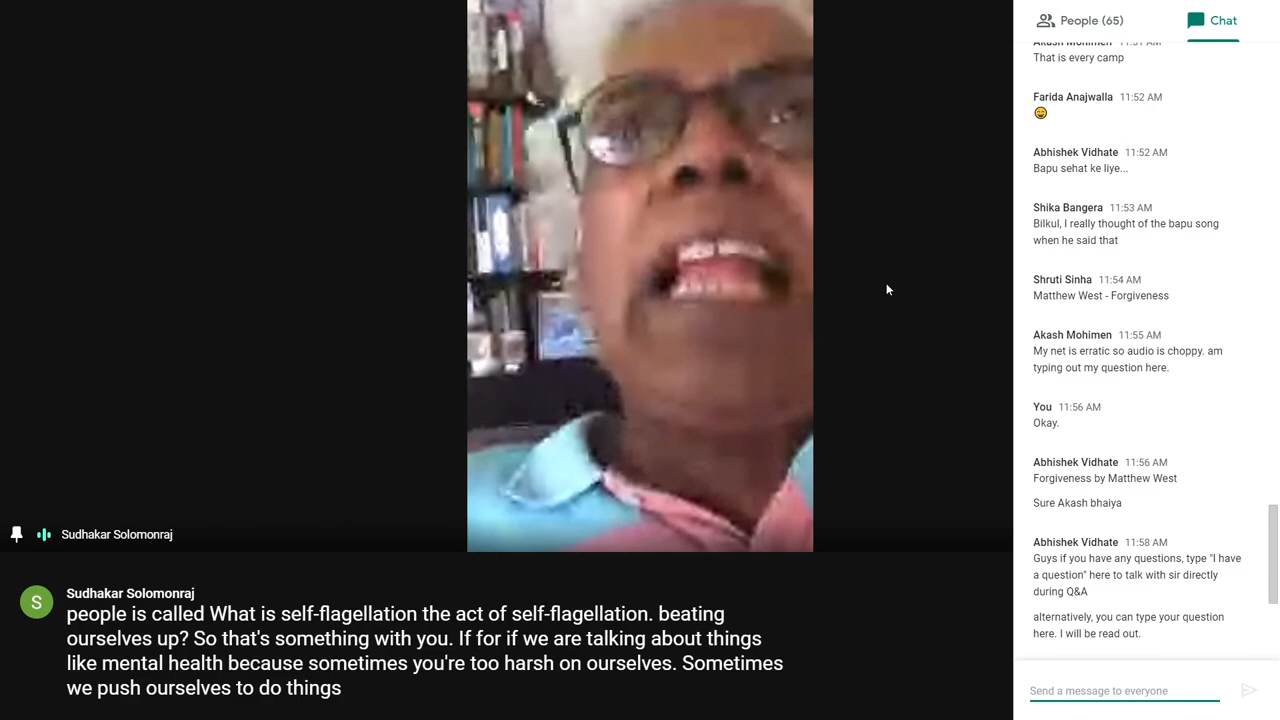 People (65)
Chat
Akash Mohimen 11:51 AM
That is every camp
Farida Anajwalla 11:52 AM
Abhishek Vidhate 11:52 AM
Bapu sehat ke liye...
Shika Bangera 11:53 AM
Bilkul, I really thought of the bapu song
when he said that
Shruti Sinha 11:54 AM
Matthew West - Forgiveness
Akash Mohimen 11:55 AM
My net is erratic so audio is choppy. am
typing out my question here.
You 11:56 AM
Okay.
Abhishek Vidhate 11:56 AM
Forgiveness by Matthew West
Sure Akash bhaiya
Abhishek Vidhate 11:58 AM
Guys if you have any questions, type "I have
a question" here to talk with sir directly
during Q&A
alternatively, you can type your question
here. I will be read out.
Send a message to everyone
Sudhakar Solomonraj
S
Sudhakar Solomonraj
people is called What is self-flagellation the act of self-flagellation. beating
ourselves up? So that's something with you. If for if we are talking about things
like mental health because sometimes you're too harsh on ourselves. Sometimes
we push ourselves to do things